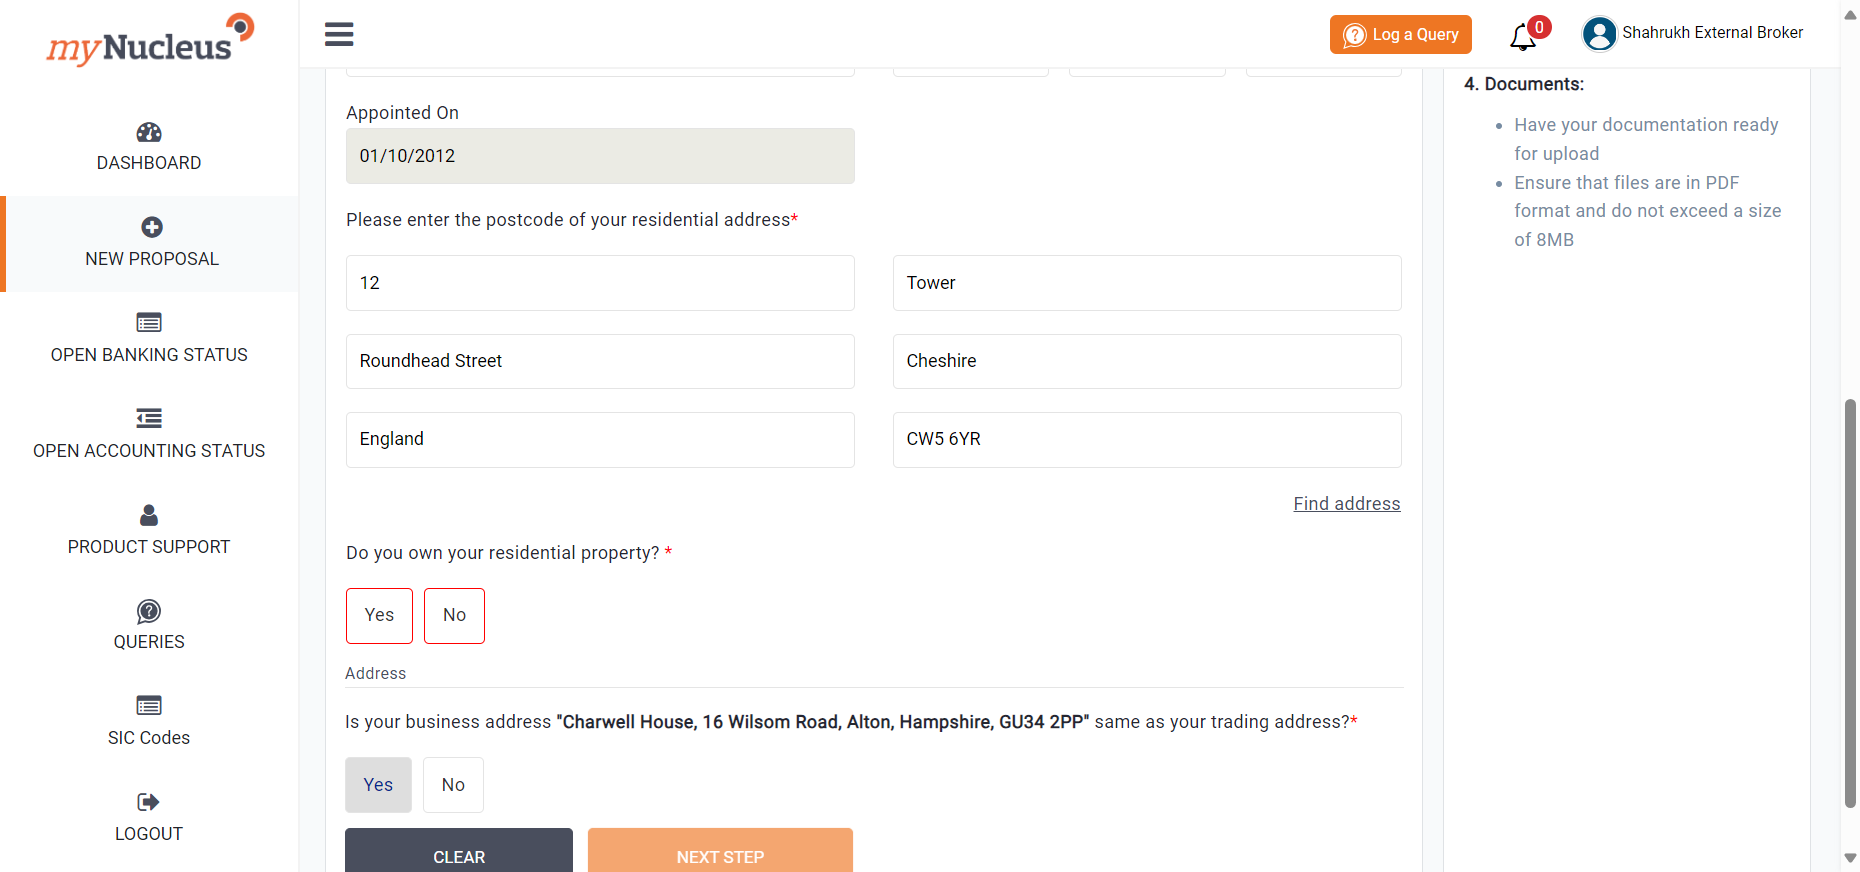 myNucleus
DASHBOARD
NEW PROPOSAL
OPEN BANKING STATUS
OPEN ACCOUNTING STATUS
PRODUCT SUPPORT
QUERIES
SIC Codes
LOGOUT
Log a Query
0
Shahrukh External Broker
Appointed On
01/10/2012
Please enter the postcode of your residential address*
12
Tower
Roundhead Street
Cheshire
England
CW5 6YR
Find address
Do you own your residential property? *
Yes
No
Address
Is your business address "Charwell House, 16 Wilsom Road, Alton, Hampshire, GU34 2PP" same as your trading address?*
Yes
No
CLEAR
NEXT STEP
4. Documents:
Have your documentation ready
for upload
Ensure that files are in PDF
format and do not exceed a size
of 8MB